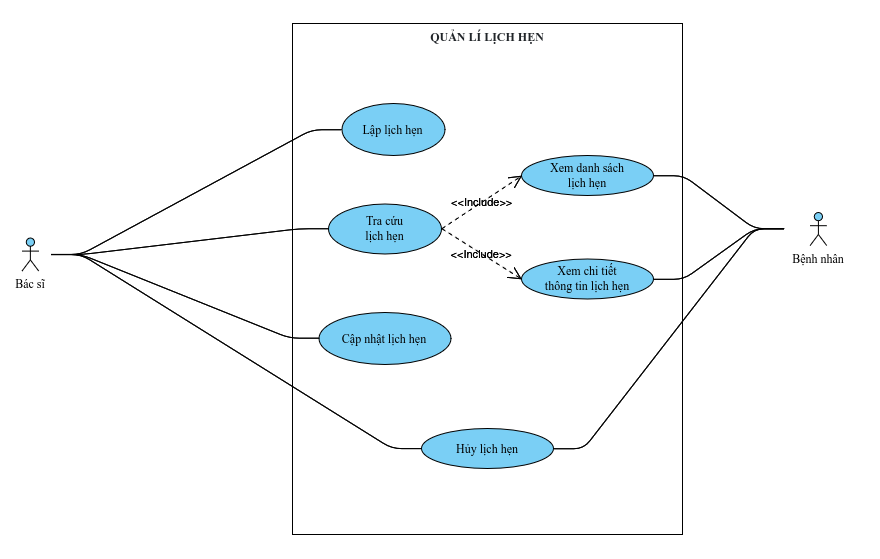 QUẢN LÍ LỊCH HẸN
Lập lịch hẹn
Tra cứu
lịch hẹn
<<Include>>
<<Include>>
Xem danh sách
lịch hẹn
Xem chi tiết
thông tin lịch hẹn
Cập nhật lịch hẹn
Hủy lịch hẹn
Bác sĩ
Bệnh nhân